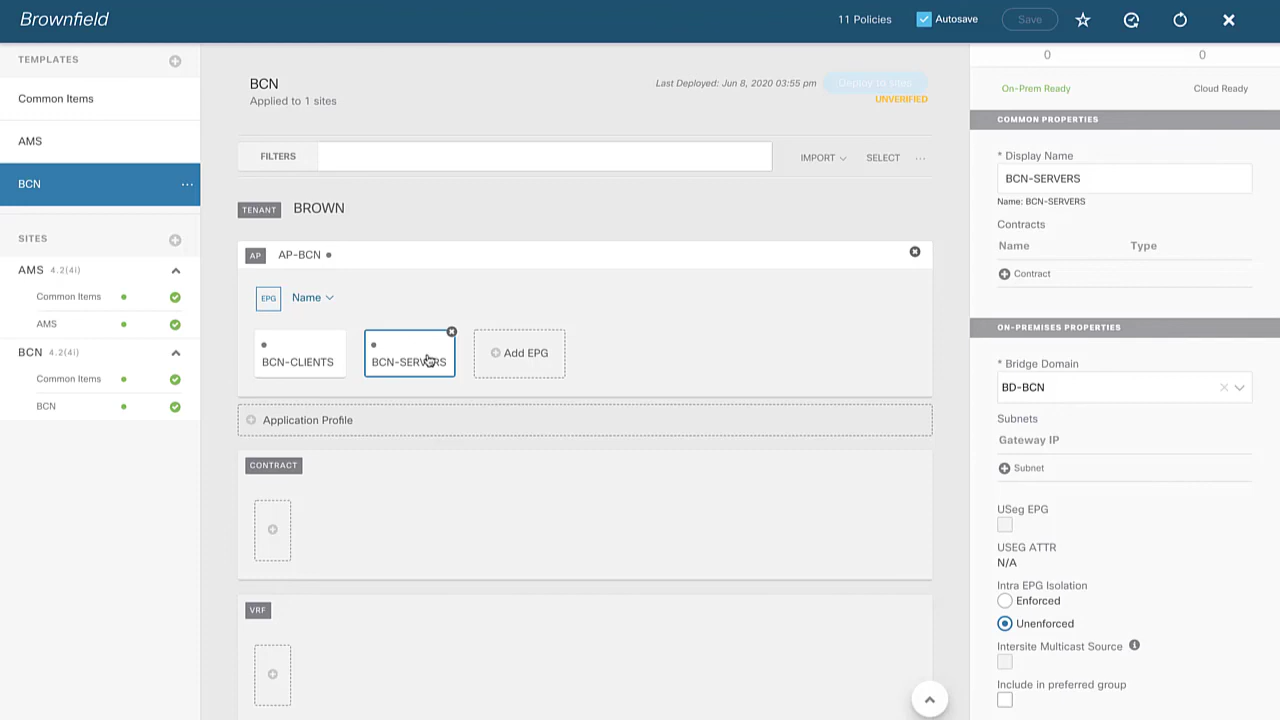 Brownfield
11 Policies
Autosave
Save
TEMPLATES
Common Items
AMS
BCN
SITES
AMS 4.2(4i)
Common Items
AMS
BCN 4.2(4i)
Common Items
BCN
BCN
Applied to 1 sites
Last Deployed: Jun 8, 2020 03:55 pm
Deploy to sites
UNVERIFIED
FILTERS
IMPORT
SELECT
TENANT BROWN
AP AP-BCN
EPG Name
BCN-CLIENTS
BCN-SERVERS
Add EPG
Application Profile
CONTRACT
VRF
0 0
On-Prem Ready Cloud Ready
COMMON PROPERTIES
* Display Name
BCN-SERVERS
Name: BCN-SERVERS
Contracts
Name Type
Contract
ON-PREMISES PROPERTIES
* Bridge Domain
BD-BCN
Subnets
Gateway IP
Subnet
USeg EPG
USEG ATTR
N/A
Intra EPG Isolation
Enforced
Unenforced
Intersite Multicast Source
Include in preferred group